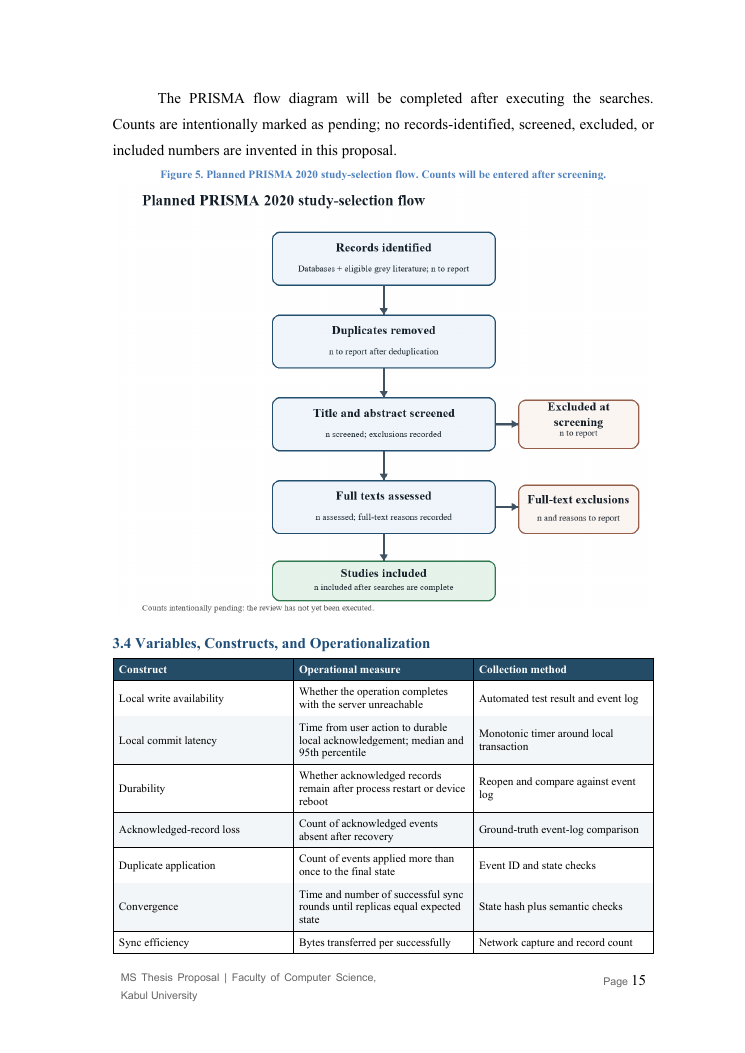 The PRISMA flow diagram will be completed after executing the searches.
Counts are intentionally marked as pending; no records-identified, screened, excluded, or
included numbers are invented in this proposal.
Figure 5. Planned PRISMA 2020 study-selection flow. Counts will be entered after screening.
Planned PRISMA 2020 study-selection flow
Records identified
Databases + eligible grey literature; n to report
Duplicates removed
n to report after deduplication
Title and abstract screened
n screened; exclusions recorded
Excluded at
screening
n to report
Full texts assessed
n assessed; full-text reasons recorded
Full-text exclusions
n and reasons to report
Studies included
n included after searches are complete
Counts intentionally pending: the review has not yet been executed.
3.4 Variables, Constructs, and Operationalization
Construct
Operational measure
Collection method
Local write availability
Whether the operation completes
with the server unreachable
Automated test result and event log
Local commit latency
Time from user action to durable
local acknowledgement; median and
95th percentile
Monotonic timer around local
transaction
Durability
Whether acknowledged records
remain after process restart or device
reboot
Reopen and compare against event
log
Acknowledged-record loss
Count of acknowledged events
absent after recovery
Ground-truth event-log comparison
Duplicate application
Count of events applied more than
once to the final state
Event ID and state checks
Convergence
Time and number of successful sync
rounds until replicas equal expected
state
State hash plus semantic checks
Sync efficiency
Bytes transferred per successfully
Network capture and record count
MS Thesis Proposal | Faculty of Computer Science,
Kabul University
Page 15